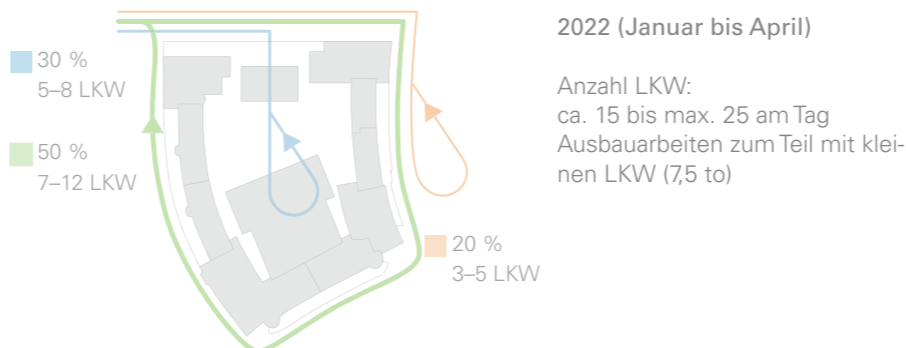 30 %
5–8 LKW
50 %
7–12 LKW
20 %
3–5 LKW
2022 (Januar bis April)
Anzahl LKW:
ca. 15 bis max. 25 am Tag
Ausbauarbeiten zum Teil mit klei-
nen LKW (7,5 to)